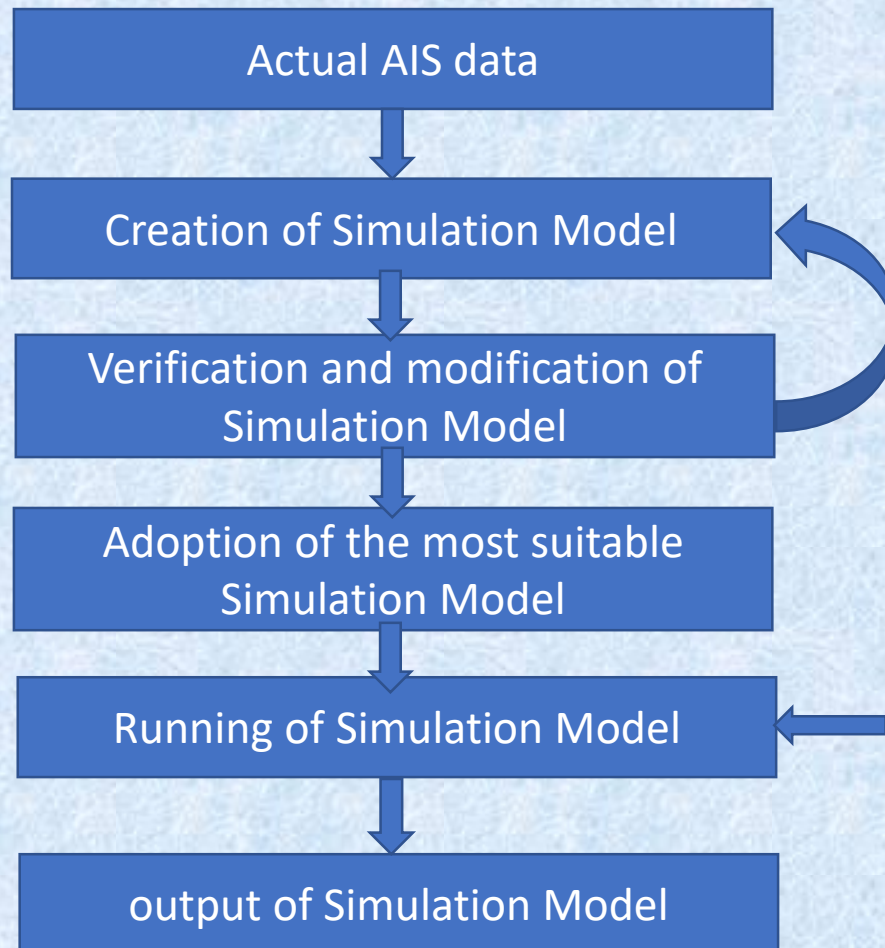 Actual AIS data
Creation of Simulation Model
Verification and modification of
Simulation Model
Adoption of the most suitable
Simulation Model
Running of Simulation Model
output of Simulation Model